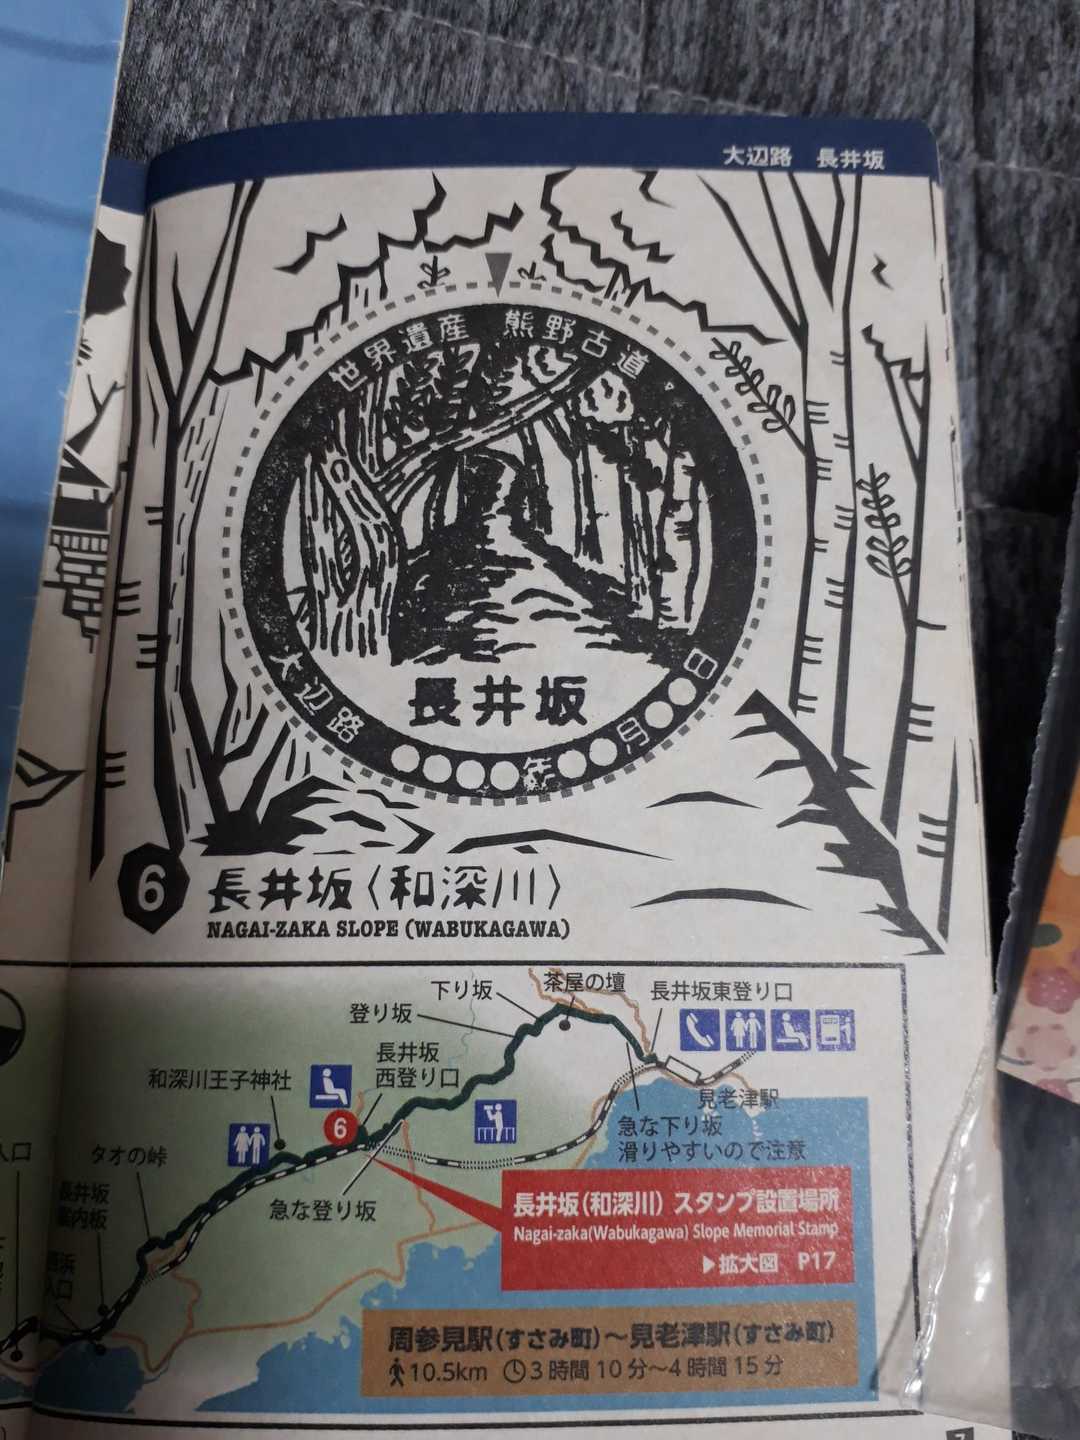 大辺路　長井坂
世界遺産　熊野古道
大辺路
長井坂
年　月　日
6 長井坂〈和深川〉
NAGAI-ZAKA SLOPE (WABUKAGAWA)
茶屋の壇
下り坂
長井坂東登り口
登り坂
長井坂
西登り口
和深川王子神社
見老津駅
6
急な下り坂
滑りやすいので注意
入口
タオの峠
長井坂
案内板
急な登り坂
長井坂(和深川) スタンプ設置場所
Nagai-zaka(Wabukagawa) Slope Memorial Stamp
▶拡大図　P17
入口
周参見駅(すさみ町)～見老津駅(すさみ町)
10.5km　3時間10分～4時間15分
7